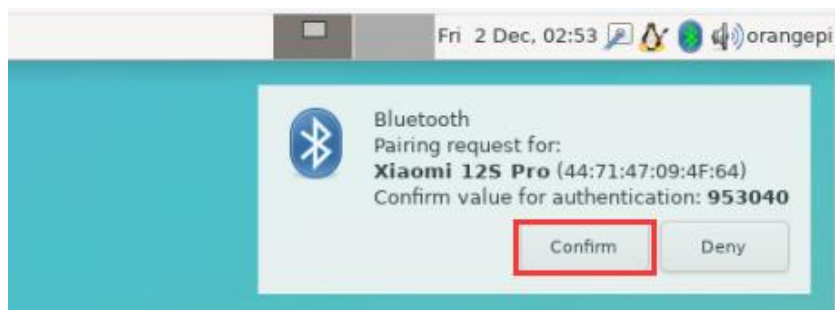 Fri 2 Dec, 02:53 orangepi
Bluetooth
Pairing request for:
Xiaomi 12S Pro (44:71:47:09:4F:64)
Confirm value for authentication: 953040
Confirm Deny